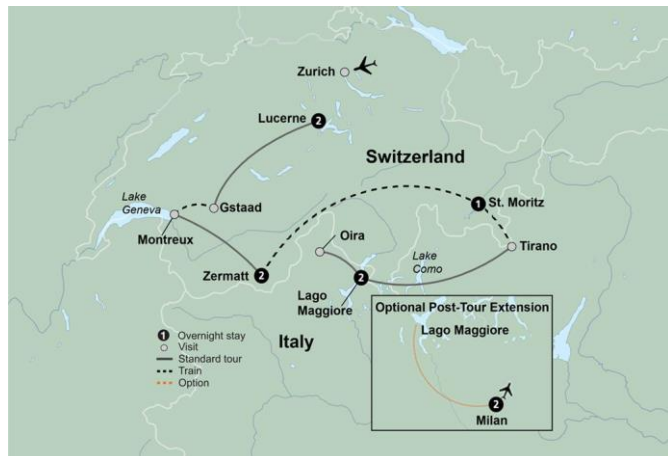 Zurich
Lucerne
2
Switzerland
Lake
Geneva
Gstaad
1
St. Moritz
Montreux
Oira
Tirano
Zermatt
2
Lake
Como
Lago
Maggiore
2
Italy
1 Overnight stay
Visit
Standard tour
Train
Option
Optional Post-Tour Extension
Lago Maggiore
2
Milan